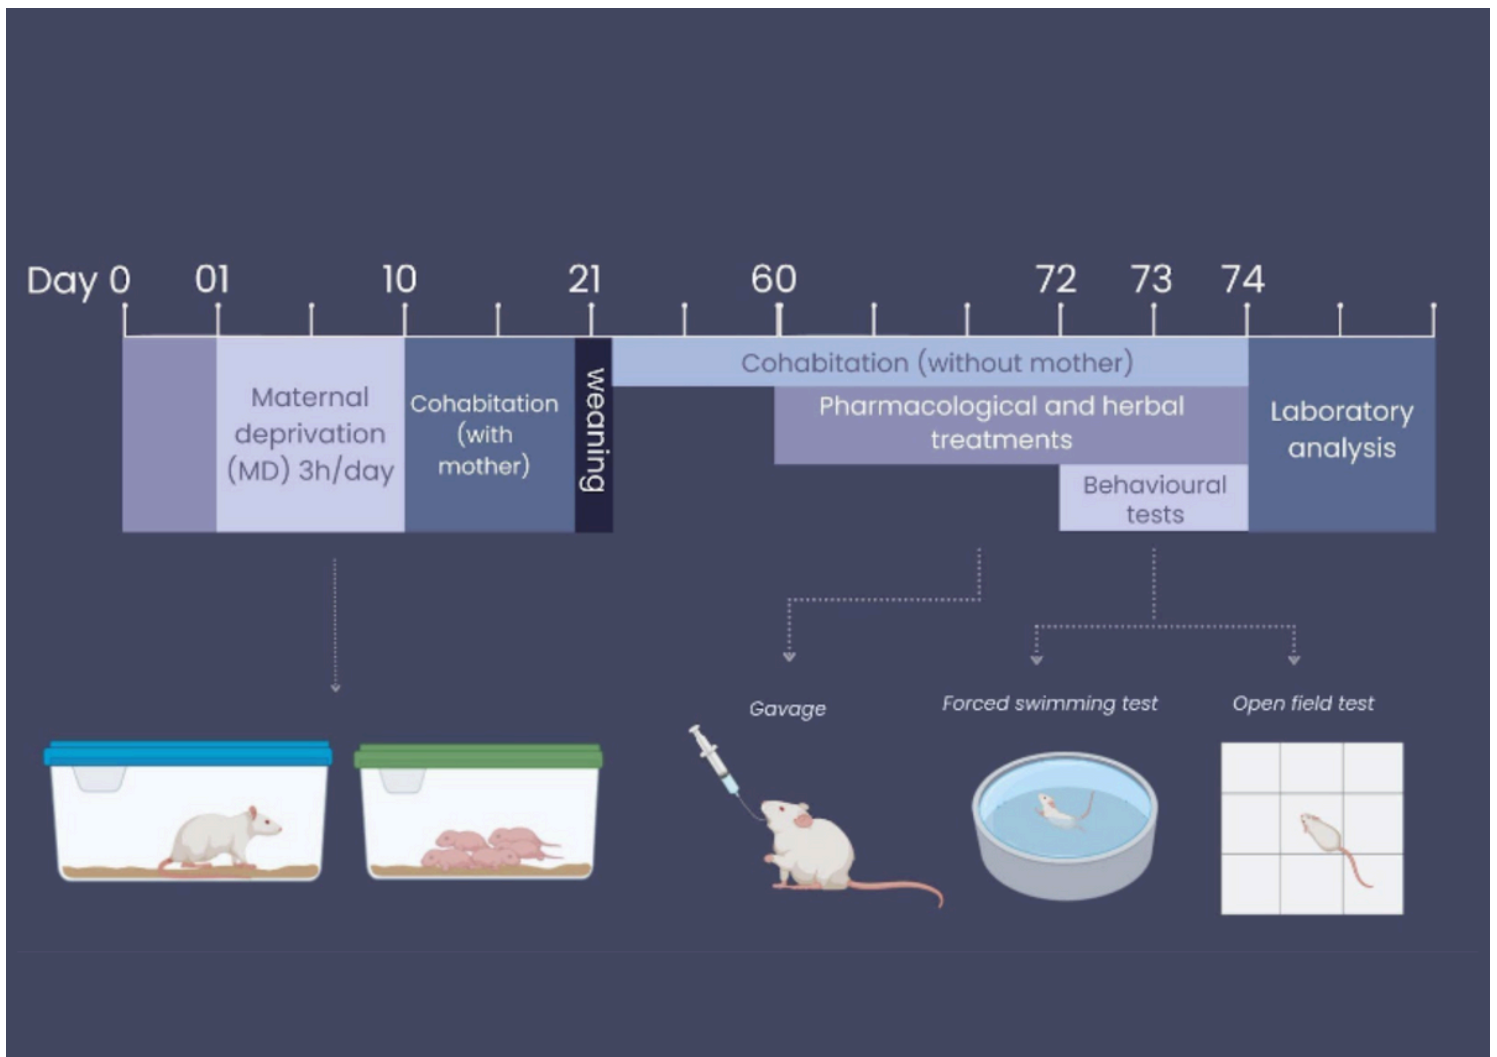 Day 0 01 10 21 60 72 73 74
Maternal
deprivation
(MD) 3h/day
Cohabitation
(with
mother)
weaning
Cohabitation (without mother)
Pharmacological and herbal
treatments
Behavioural
tests
Laboratory
analysis
Gavage
Forced swimming test
Open field test